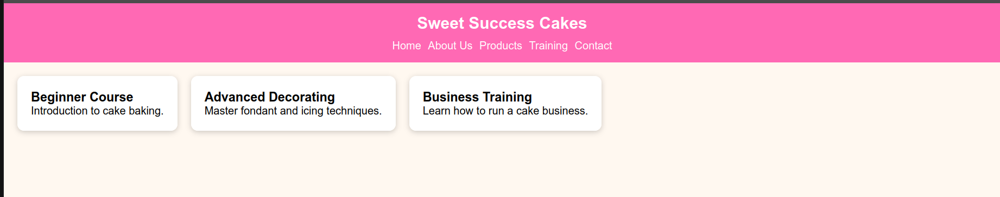 Sweet Success Cakes
Home About Us Products Training Contact
Beginner Course
Introduction to cake baking.
Advanced Decorating
Master fondant and icing techniques.
Business Training
Learn how to run a cake business.